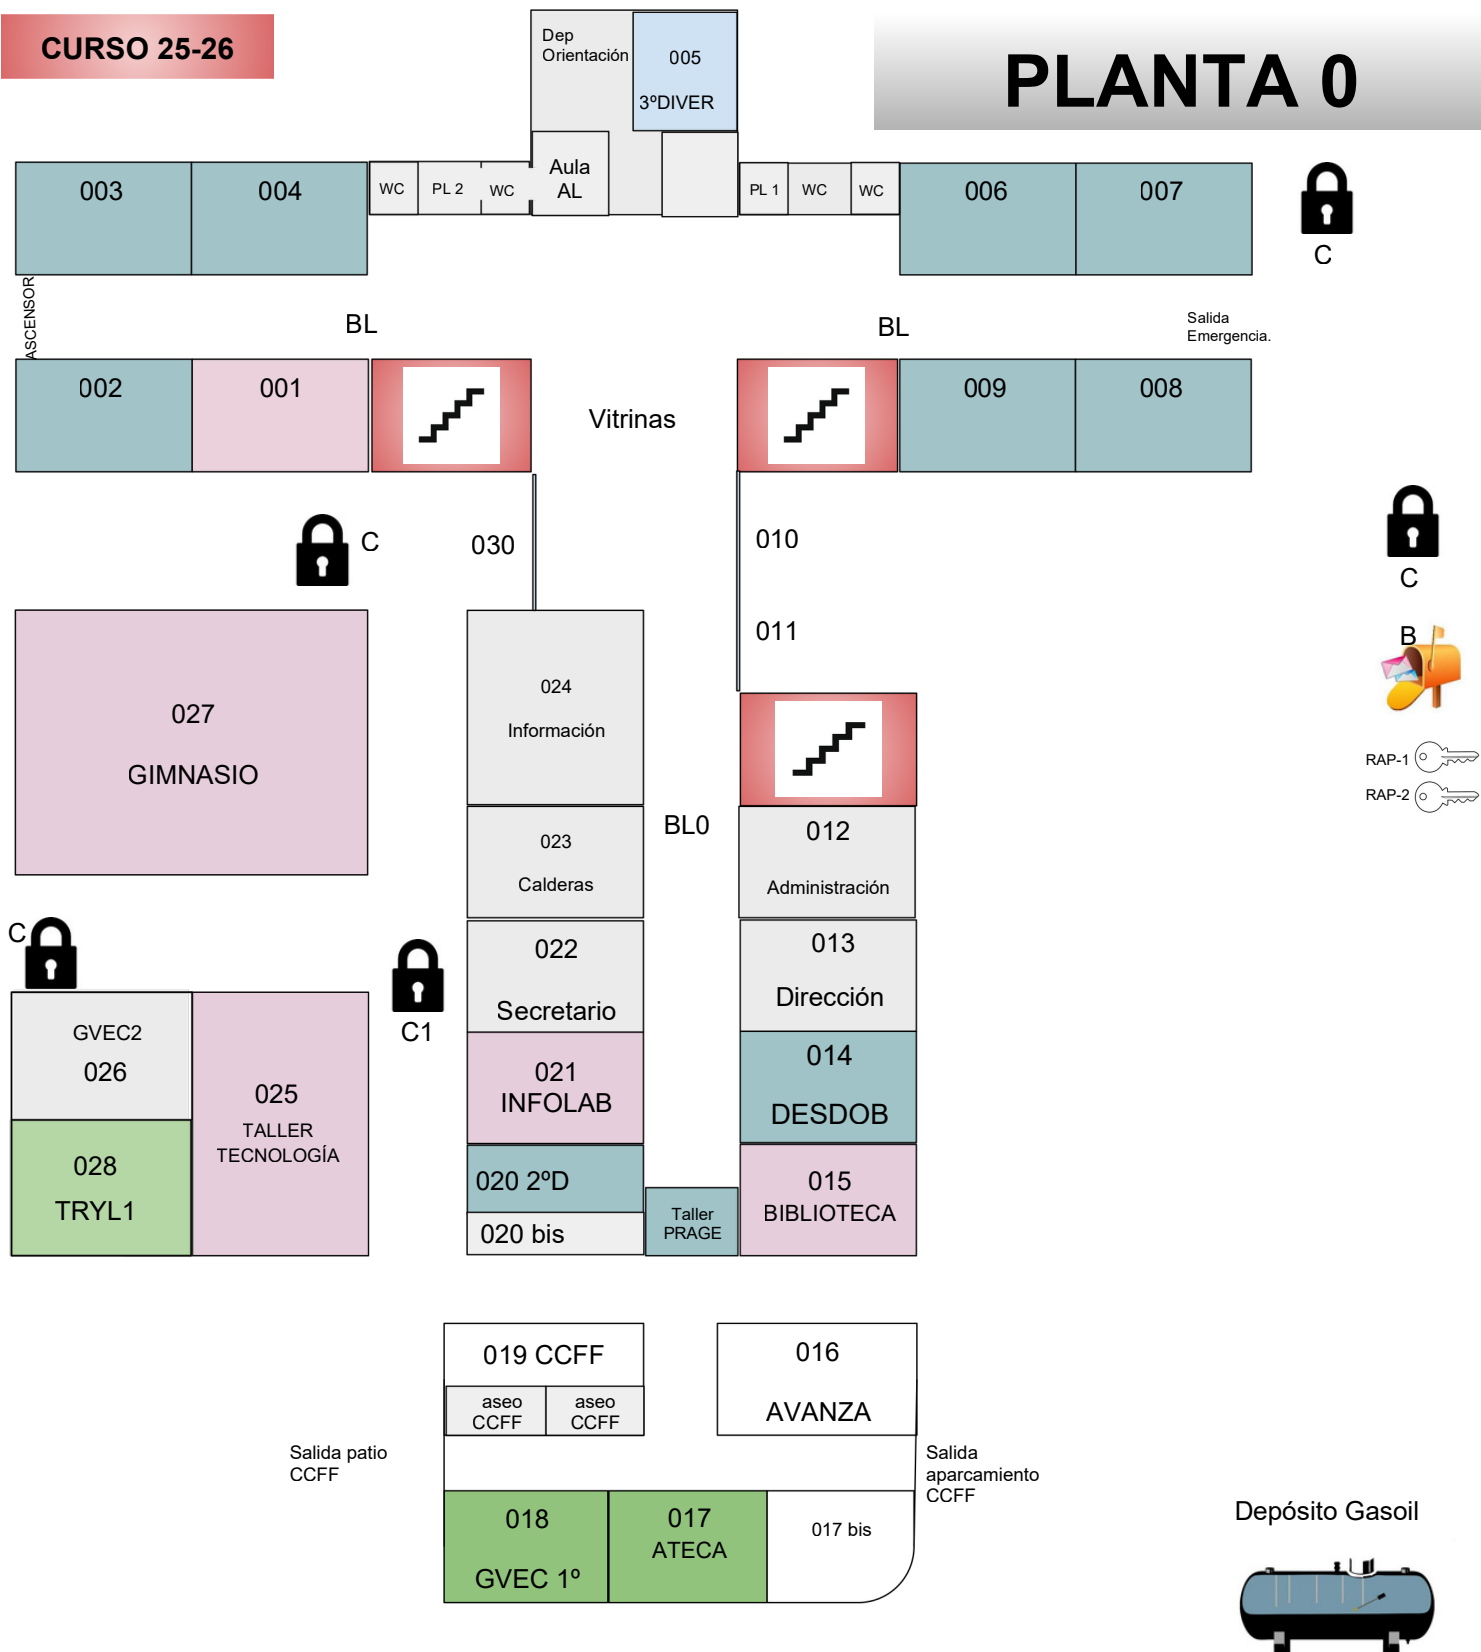 CURSO 25-26
PLANTA 0
Dep
Orientación
005
3ºDIVER
003
004
WC
PL 2
WC
Aula
AL
PL 1
WC
WC
006
007
C
ASCENSOR
BL
BL
Salida
Emergencia.
002
001
Vitrinas
009
008
C
030
010
C
011
B
027
GIMNASIO
024
Información
RAP-1
RAP-2
BL0
023
Calderas
012
Administración
C
C1
022
Secretario
013
Dirección
GVEC2
026
025
TALLER
TECNOLOGÍA
021
INFOLAB
014
DESDOB
028
TRYL1
020 2ºD
020 bis
Taller
PRAGE
015
BIBLIOTECA
019 CCFF
aseo
CCFF
aseo
CCFF
016
AVANZA
Salida patio
CCFF
Salida
aparcamiento
CCFF
018
GVEC 1º
017
ATECA
017 bis
Depósito Gasoil